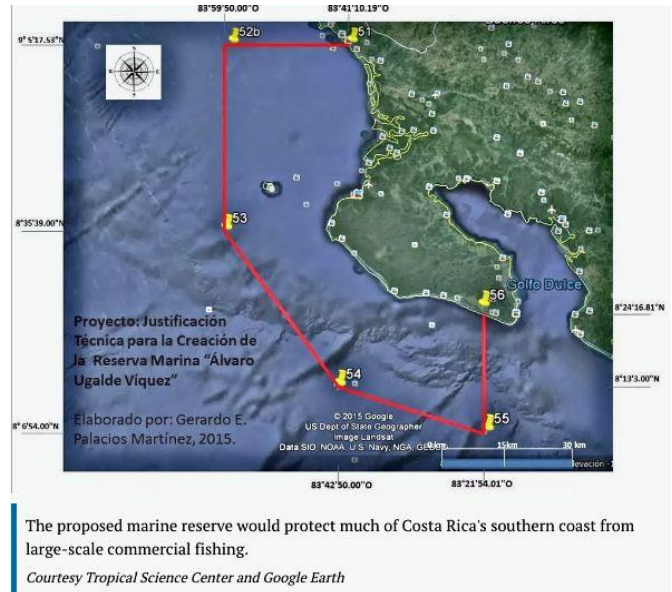 83°59'50.00"O
83°41'10.19"O
9°5'17.53"N
52b
51
53
8°35'39.00"N
56
Golfo Dulce
8°24'16.81"N
Proyecto: Justificación
Técnica para la Creación de
la Reserva Marina "Álvaro
Ugalde Víquez"
54
8°13'3.00"N
Elaborado por: Gerardo E.
Palacios Martínez, 2015.
© 2015 Google
US Dept of State Geographer
Image Landsat
Data SIO, NOAA, U.S. Navy, NGA, GEBCO
55
8°6'54.00"N
0 km
15km
30 km
83°42'50.00"O
83°21'54.01"O
The proposed marine reserve would protect much of Costa Rica's southern coast from
large-scale commercial fishing.
Courtesy Tropical Science Center and Google Earth